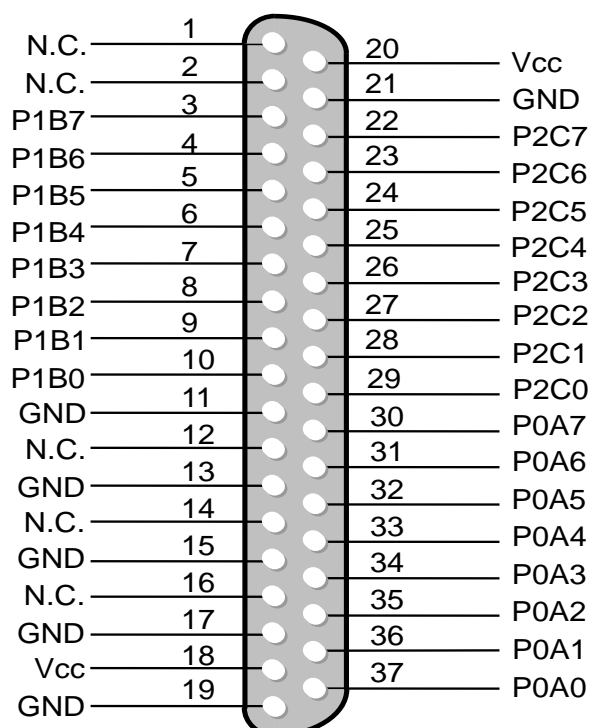 N.C. 1
N.C. 2
P1B7 3
P1B6 4
P1B5 5
P1B4 6
P1B3 7
P1B2 8
P1B1 9
P1B0 10
GND 11
N.C. 12
GND 13
N.C. 14
GND 15
N.C. 16
GND 17
Vcc 18
GND 19
20 Vcc
21 GND
22 P2C7
23 P2C6
24 P2C5
25 P2C4
26 P2C3
27 P2C2
28 P2C1
29 P2C0
30 P0A7
31 P0A6
32 P0A5
33 P0A4
34 P0A3
35 P0A2
36 P0A1
37 P0A0